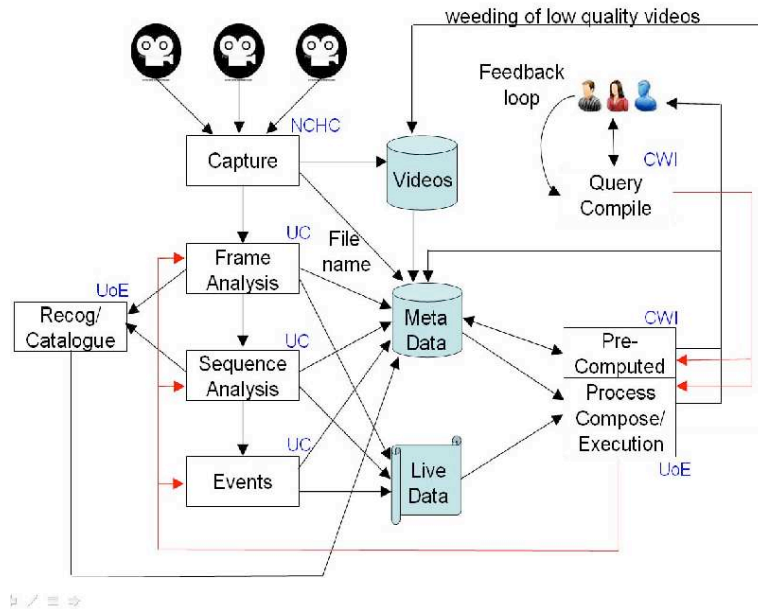 weeding of low quality videos
Feedback
loop
NCHC
Capture
Videos
CWI
Query
Compile
UC
File
name
Frame
Analysis
UoE
Recog/
Catalogue
Meta
Data
CWI
Pre-
Computed
UC
Sequence
Analysis
Process
Compose/
Execution
UC
Events
Live
Data
UoE